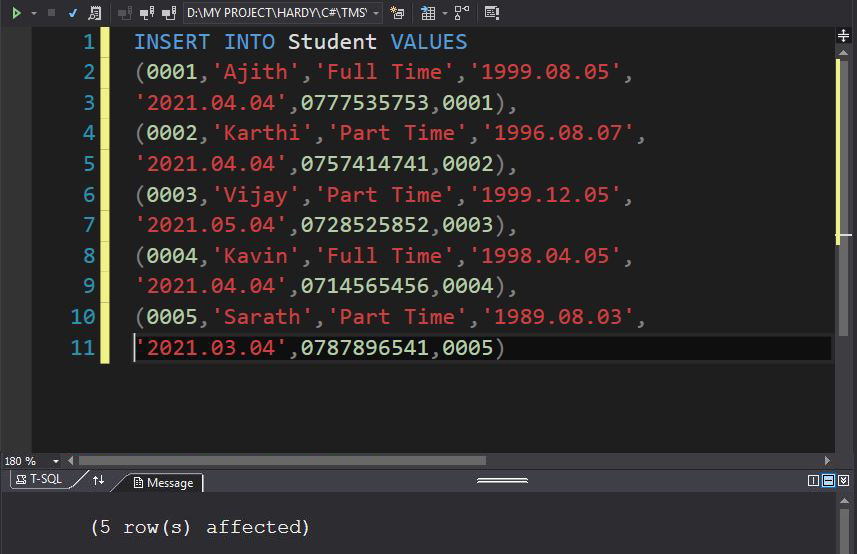 D:\MY PROJECT\HARDY\C#\TMS
1 INSERT INTO Student VALUES
2 (0001,'Ajith','Full Time','1999.08.05',
3 '2021.04.04',0777535753,0001),
4 (0002,'Karthi','Part Time','1996.08.07',
5 '2021.04.04',0757414741,0002),
6 (0003,'Vijay','Part Time','1999.12.05',
7 '2021.05.04',0728525852,0003),
8 (0004,'Kavin','Full Time','1998.04.05',
9 '2021.04.04',0714565456,0004),
10 (0005,'Sarath','Part Time','1989.08.03',
11 '2021.03.04',0787896541,0005)
180 %
T-SQL Message
(5 row(s) affected)